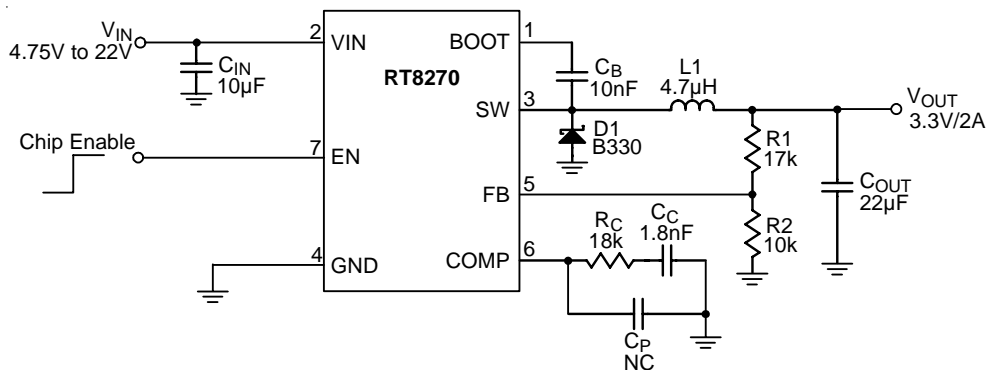 VIN
4.75V to 22V
CIN
10µF
Chip Enable
2
VIN
7
EN
4
GND
RT8270
BOOT
1
SW
3
FB
5
COMP
6
CB
10nF
L1
4.7µH
D1
B330
R1
17k
R2
10k
VOUT
3.3V/2A
COUT
22µF
RC
18k
CC
1.8nF
CP
NC